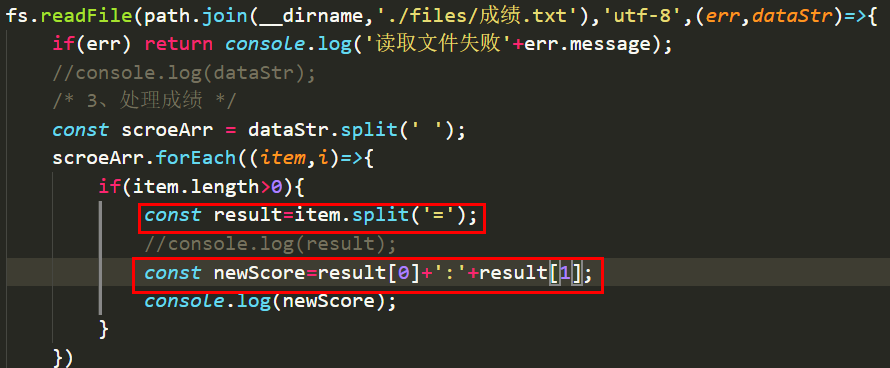 fs.readFile(path.join(__dirname,'./files/成绩.txt'),'utf-8',(err,dataStr)=>{
if(err) return console.log('读取文件失败'+err.message);
//console.log(dataStr);
/* 3、处理成绩 */
const scroeArr = dataStr.split(' ');
scroeArr.forEach((item,i)=>{
if(item.length>0){
const result=item.split('=');
//console.log(result);
const newScore=result[0]+':'+result[1];
console.log(newScore);
}
})